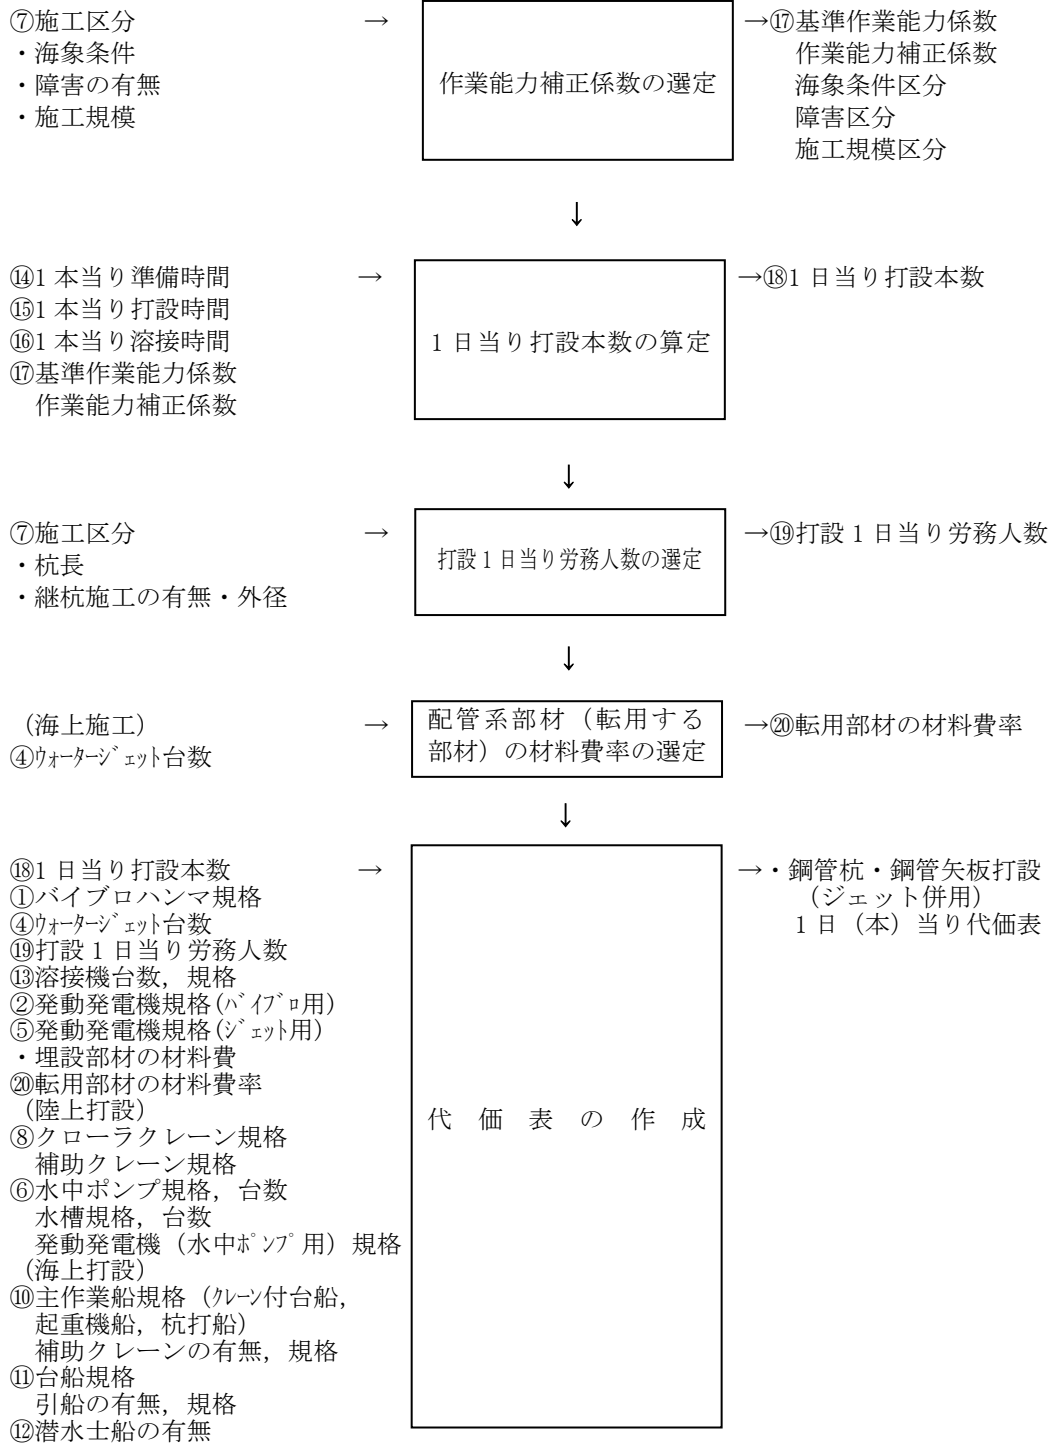 ⑦施工区分 → →⑰基準作業能力係数
・海象条件 作業能力補正係数
・障害の有無 作業能力補正係数の選定 海象条件区分
・施工規模 障害区分
施工規模区分
↓
⑭1本当り準備時間 → →⑱1日当り打設本数
⑮1本当り打設時間
⑯1本当り溶接時間 1日当り打設本数の算定
⑰基準作業能力係数
作業能力補正係数
↓
⑦施工区分 → →⑲打設1日当り労務人数
・杭長 打設1日当り労務人数の選定
・継杭施工の有無・外径
↓
(海上施工) → 配管系部材(転用する →⑳転用部材の材料費率
④ウォータージェット台数 部材)の材料費率の選定
↓
⑱1日当り打設本数 → →・鋼管杭・鋼管矢板打設
①バイブロハンマ規格 (ジェット併用)
④ウォータージェット台数 1日(本)当り代価表
⑲打設1日当り労務人数
⑬溶接機台数,規格
②発動発電機規格(バイブロ用)
⑤発動発電機規格(ジェット用)
・埋設部材の材料費
⑳転用部材の材料費率
(陸上打設) 代価表の作成
⑧クローラクレーン規格
補助クレーン規格
⑥水中ポンプ規格,台数
水槽規格,台数
発動発電機(水中ポンプ用)規格
(海上打設)
⑩主作業船規格(クレーン付台船,
起重機船,杭打船)
補助クレーンの有無,規格
⑪台船規格
引船の有無,規格
⑫潜水士船の有無